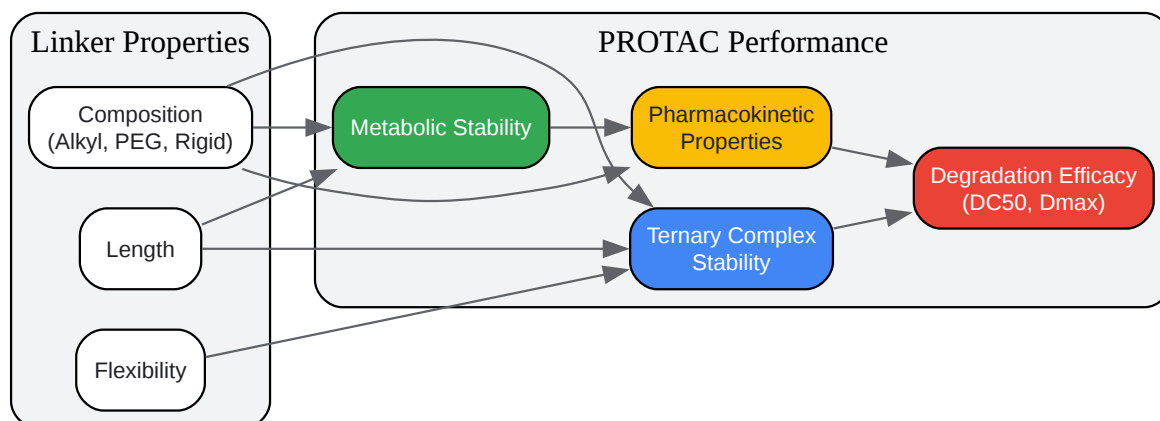 Linker Properties
PROTAC Performance
Composition
(Alkyl, PEG, Rigid)
Metabolic Stability
Pharmacokinetic
Properties
Degradation Efficacy
(DC50, Dmax)
Length
Ternary Complex
Stability
Flexibility